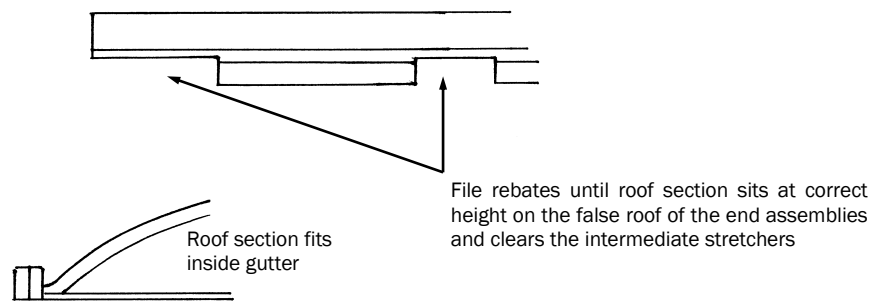 File rebates until roof section sits at correct
height on the false roof of the end assemblies
and clears the intermediate stretchers
Roof section fits
inside gutter